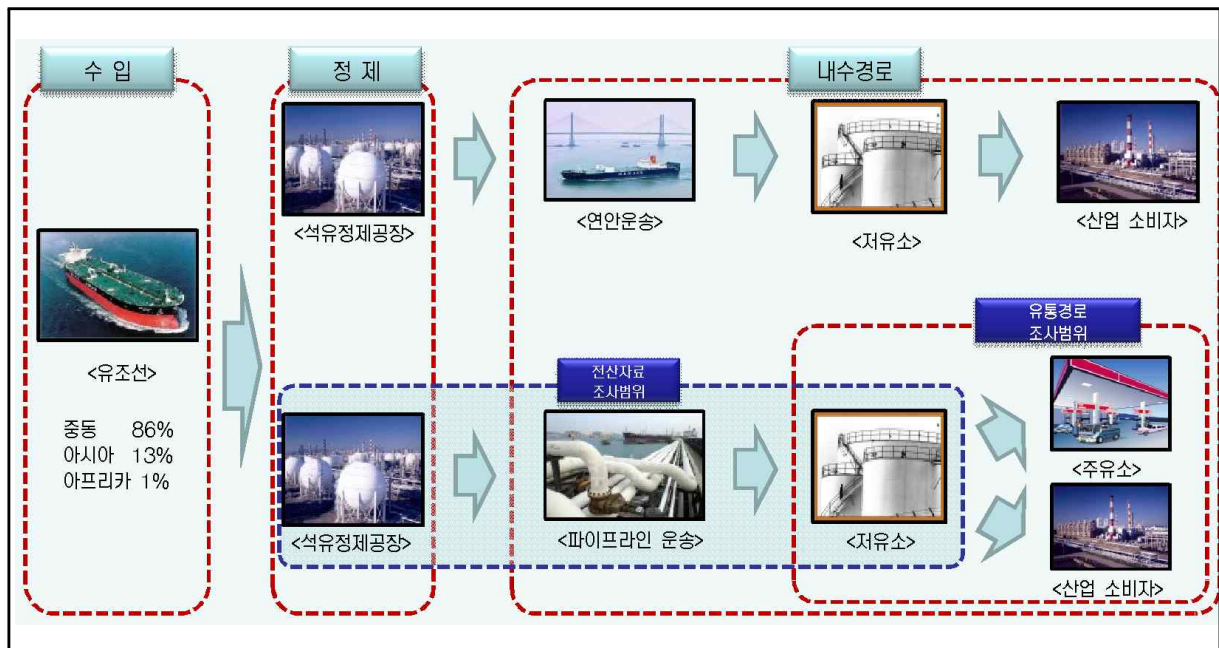 수 입
정 제
내수경로
<석유정제공장>
<연안운송>
<저유소>
<산업 소비자>
<유조선>
중동 86%
아시아 13%
아프리카 1%
유통경로
조사범위
전산자료
조사범위
<석유정제공장>
<파이프라인 운송>
<저유소>
<주유소>
<산업 소비자>